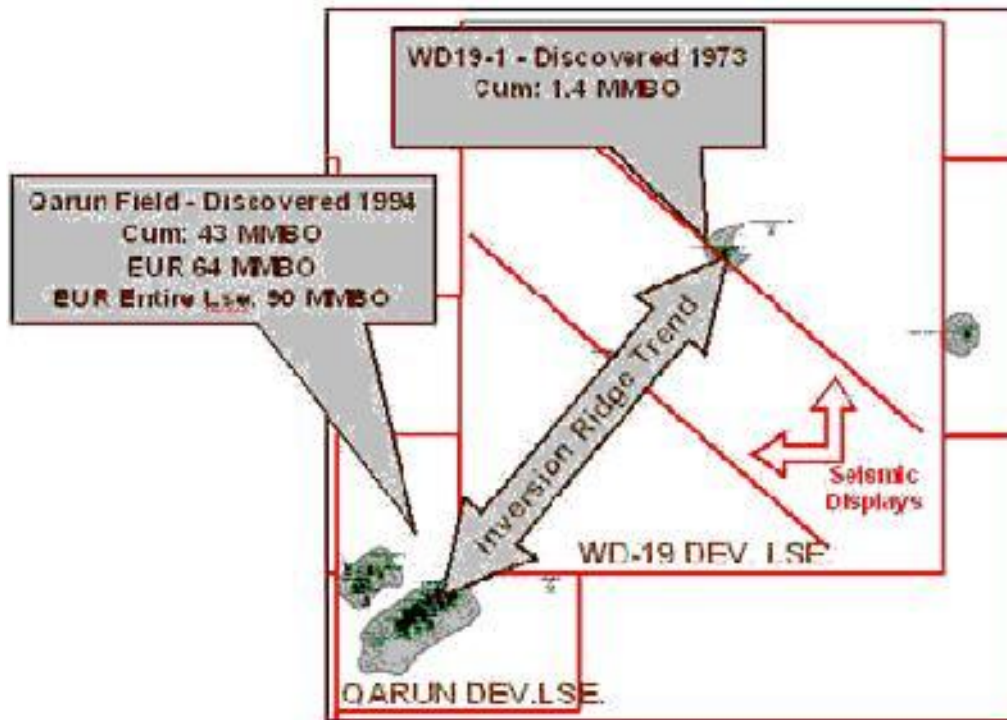 WD19-1 - Discovered 1973
Cum: 1.4 MMBO
Qarun Field - Discovered 1994
Cum: 43 MMBO
EUR 64 MMBO
EUR Entire Lse. 90 MMBO
Inversion Ridge Trend
Seismic
Displays
WD-19 DEV. LSE.
QARUN DEV.LSE.